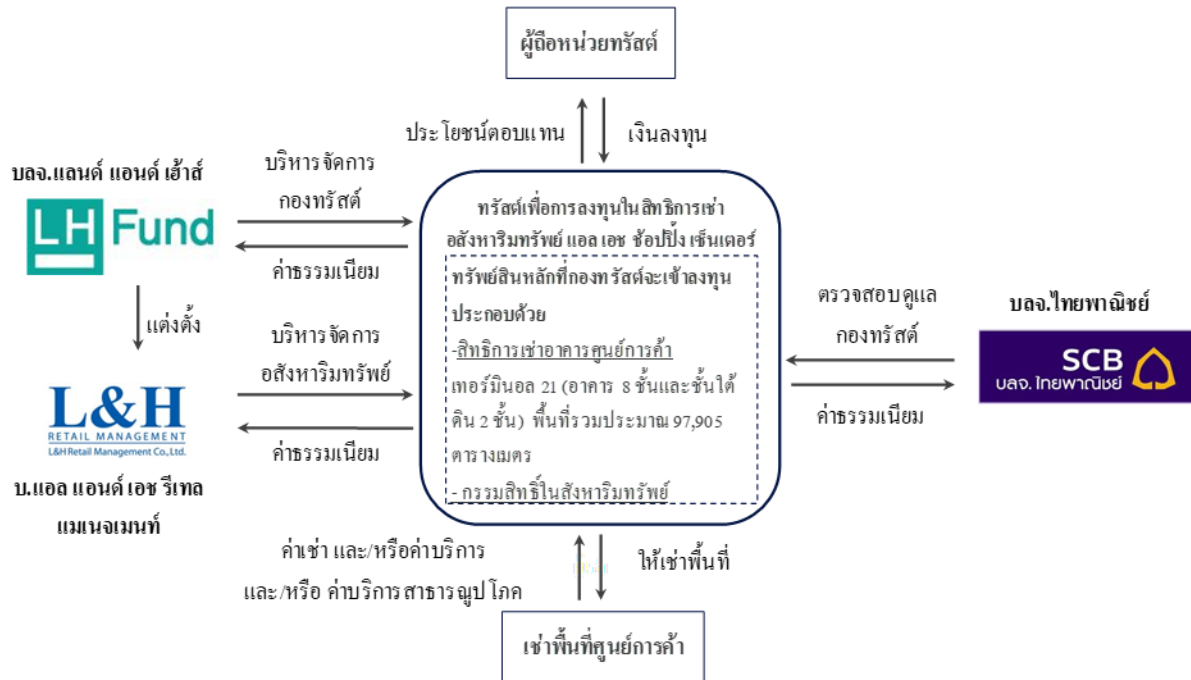 ผู้ถือหน่วยทรัสต์
ประโยชน์ตอบแทน
เงินลงทุน
บลจ.แลนด์ แอนด์ เฮ้าส์
LH Fund
บริหารจัดการ
กองทรัสต์
ค่าธรรมเนียม
แต่งตั้ง
บริหารจัดการ
อสังหาริมทรัพย์
L&H
RETAIL MANAGEMENT
L&H Retail Management Co., Ltd.
ค่าธรรมเนียม
บ.แอล แอนด์ เอช รีเทล
แมเนจเมนท์
ทรัสต์เพื่อการลงทุนในสิทธิการเช่า
อสังหาริมทรัพย์ แอล เอช ช้อปปิ้ง เซ็นเตอร์
ทรัพย์สินหลักที่กองทรัสต์จะเข้าลงทุน
ประกอบด้วย
-สิทธิการเช่าอาคารศูนย์การค้า
เทอร์มินอล 21 (อาคาร 8 ชั้นและชั้นใต้
ดิน 2 ชั้น) พื้นที่รวมประมาณ 97,905
ตารางเมตร
- กรรมสิทธิ์ในสังหาริมทรัพย์
ตรวจสอบดูแล
กองทรัสต์
ค่าธรรมเนียม
บลจ.ไทยพาณิชย์
SCB
บลจ. ไทยพาณิชย์
ค่าเช่า และ/หรือค่าบริการ
และ/หรือ ค่าบริการสาธารณูปโภค
ให้เช่าพื้นที่
เช่าพื้นที่ศูนย์การค้า